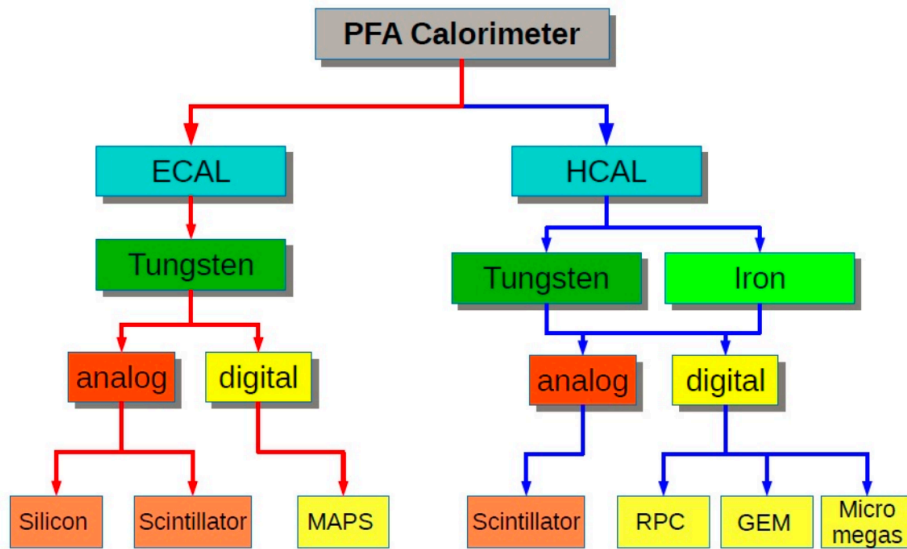 PFA Calorimeter
ECAL
HCAL
Tungsten
Tungsten
Iron
analog
digital
analog
digital
Silicon
Scintillator
MAPS
Scintillator
RPC
GEM
Micro
megas